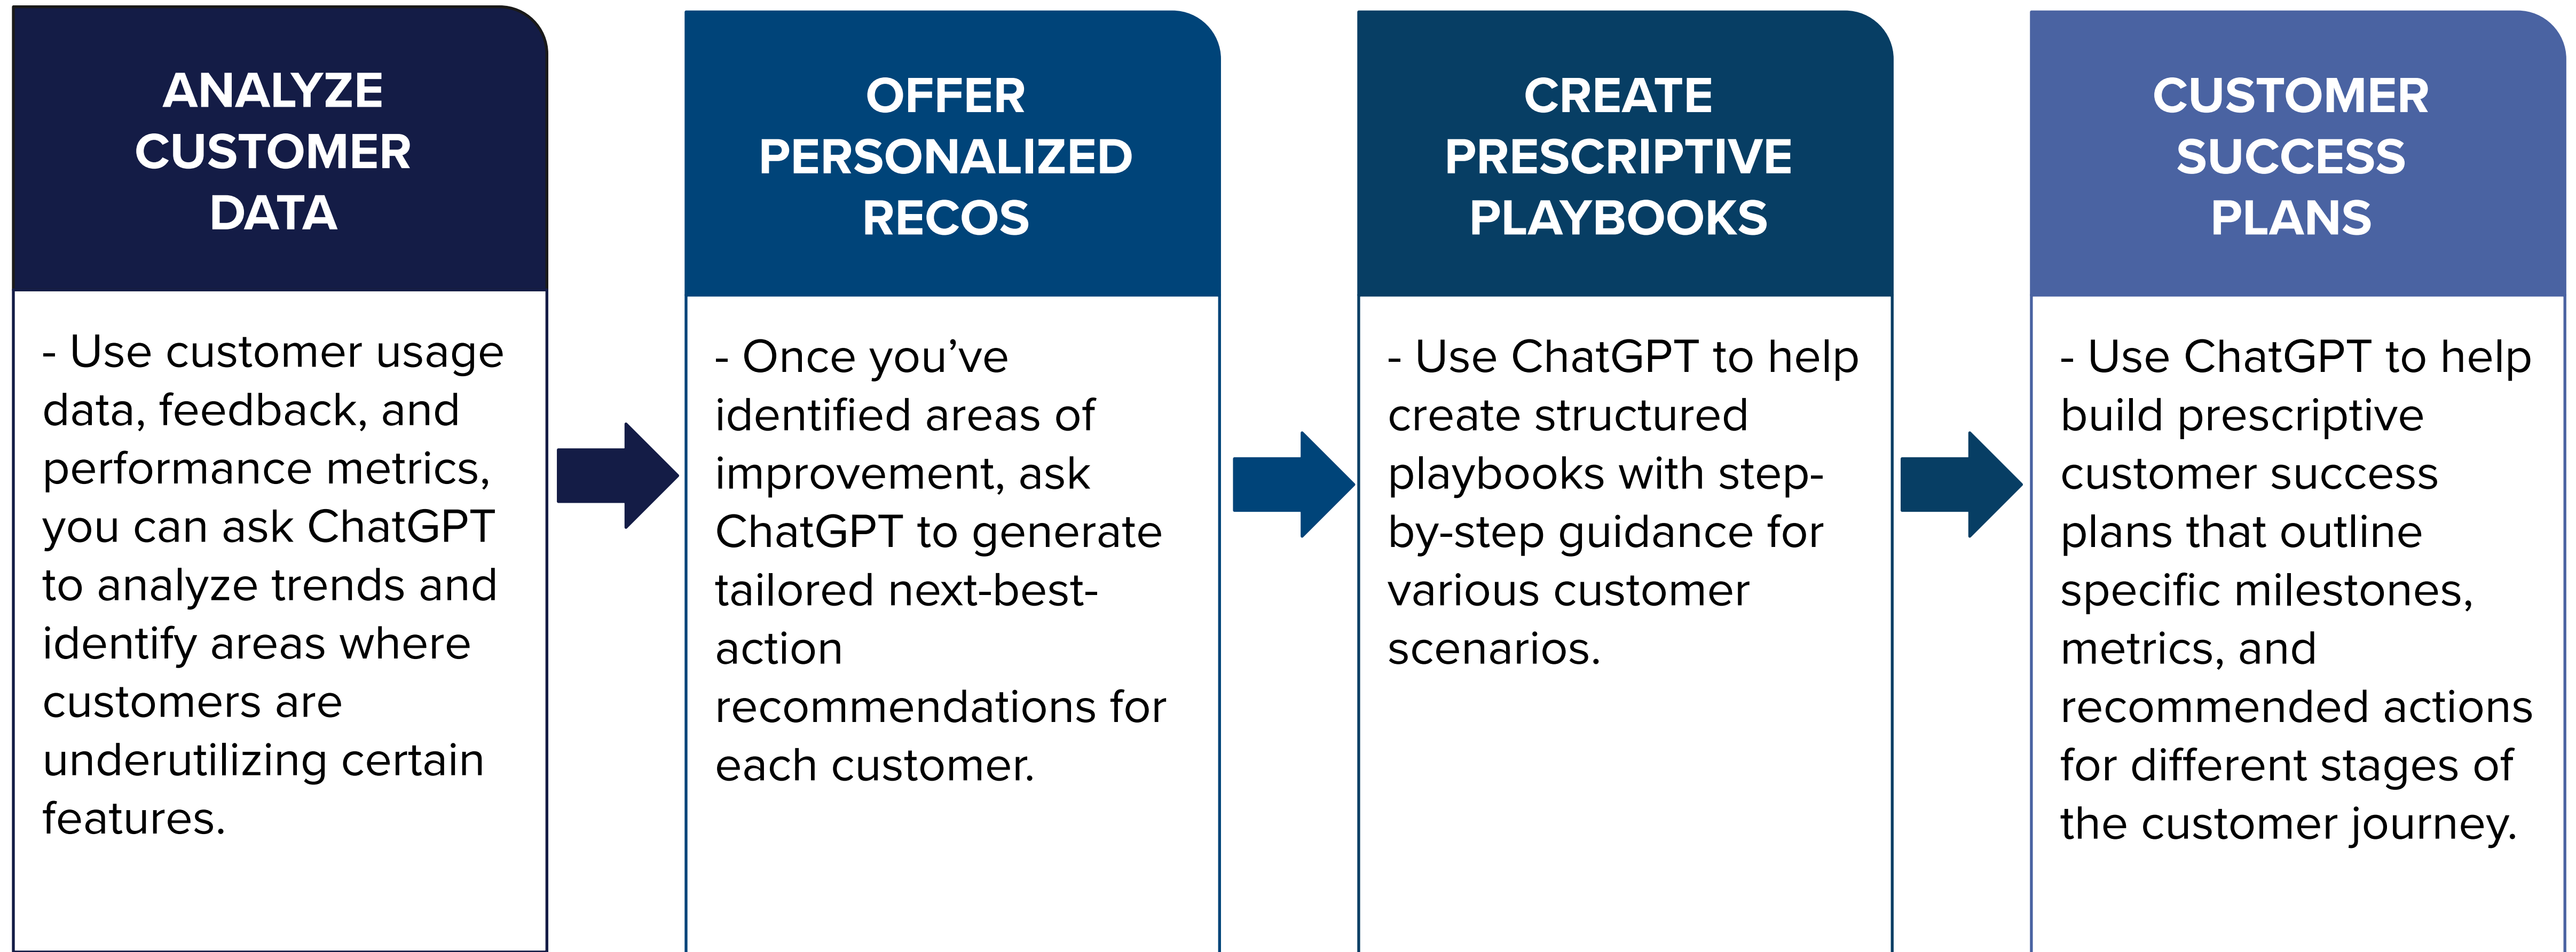 ANALYZE
CUSTOMER
DATA
- Use customer usage
data, feedback, and
performance metrics,
you can ask ChatGPT
to analyze trends and
identify areas where
customers are
underutilizing certain
features.
OFFER
PERSONALIZED
RECOS
- Once you’ve
identified areas of
improvement, ask
ChatGPT to generate
tailored next-best-
action
recommendations for
each customer.
CREATE
PRESCRIPTIVE
PLAYBOOKS
- Use ChatGPT to help
create structured
playbooks with step-
by-step guidance for
various customer
scenarios.
CUSTOMER
SUCCESS
PLANS
- Use ChatGPT to help
build prescriptive
customer success
plans that outline
specific milestones,
metrics, and
recommended actions
for different stages of
the customer journey.